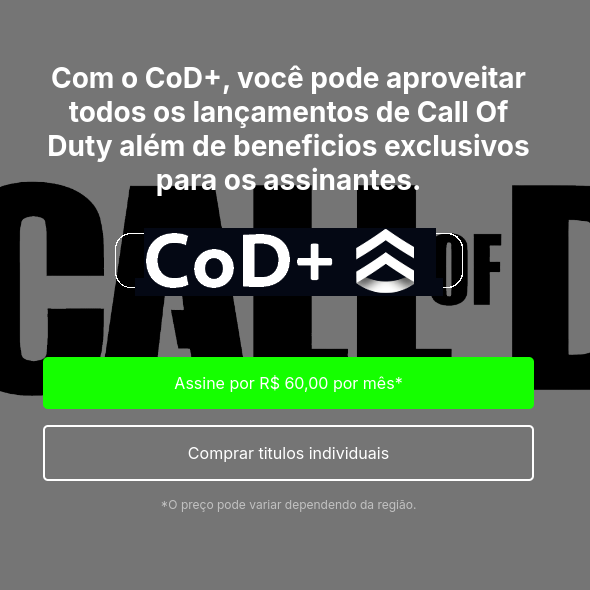 Com o CoD+, você pode aproveitar
todos os lançamentos de Call Of
Duty além de beneficios exclusivos
para os assinantes.
CALL OF D
CoD+
Assine por R$ 60,00 por mês*
Comprar titulos individuais
*O preço pode variar dependendo da região.